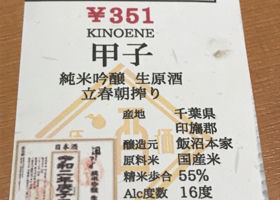 ¥351
KINOENE
甲子
純米吟醸 生原酒
立春朝搾り
産地 千葉県
印旛郡
醸造元 飯沼本家
原料米 国産米
精米歩合 55%
Alc度数 16度
日本酒